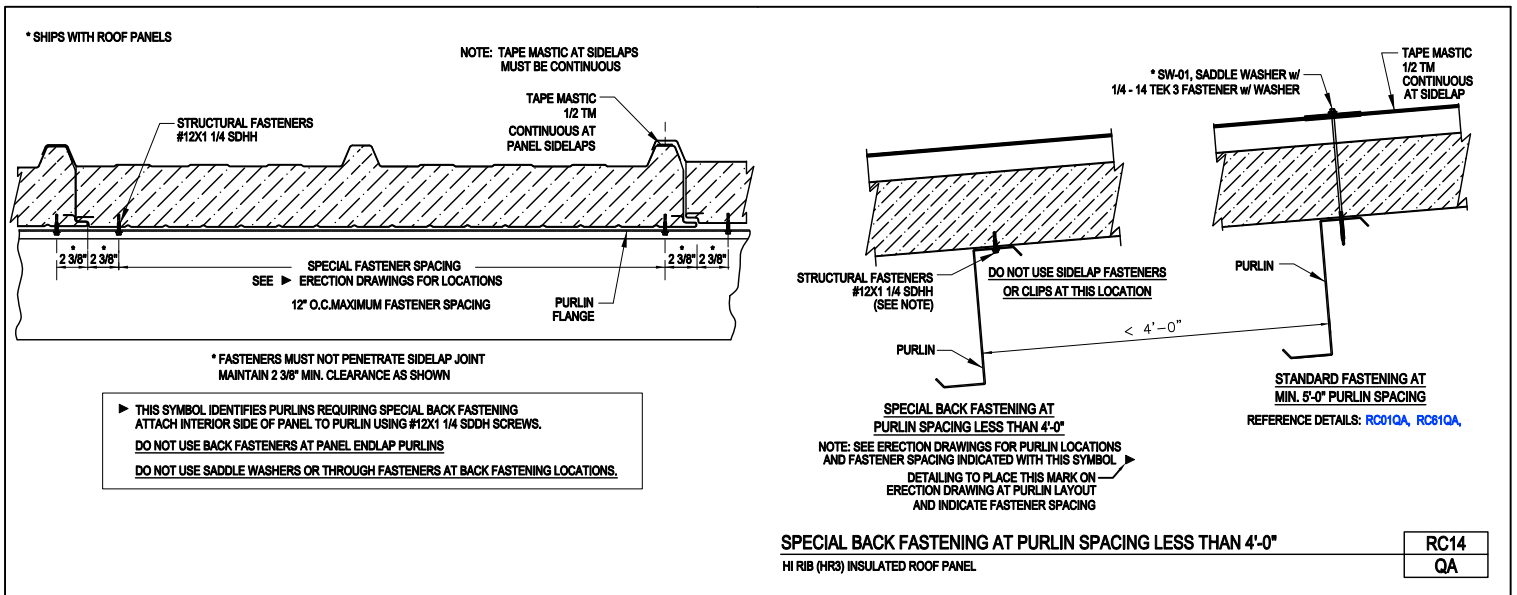 * SHIPS WITH ROOF PANELS
NOTE: TAPE MASTIC AT SIDELAPS
MUST BE CONTINUOUS
TAPE MASTIC
1/2 TM
CONTINUOUS AT
PANEL SIDELAPS
STRUCTURAL FASTENERS
#12X1 1/4 SDHH
*
2 3/8"
*
2 3/8"
SPECIAL FASTENER SPACING
SEE ▶ ERECTION DRAWINGS FOR LOCATIONS
12" O.C.MAXIMUM FASTENER SPACING
*
2 3/8"
*
2 3/8"
PURLIN
FLANGE
* FASTENERS MUST NOT PENETRATE SIDELAP JOINT
MAINTAIN 2 3/8" MIN. CLEARANCE AS SHOWN
▶ THIS SYMBOL IDENTIFIES PURLINS REQUIRING SPECIAL BACK FASTENING
ATTACH INTERIOR SIDE OF PANEL TO PURLIN USING #12X1 1/4 SDDH SCREWS.
DO NOT USE BACK FASTENERS AT PANEL ENDLAP PURLINS
DO NOT USE SADDLE WASHERS OR THROUGH FASTENERS AT BACK FASTENING LOCATIONS.
* SW-01, SADDLE WASHER w/
1/4 - 14 TEK 3 FASTENER w/ WASHER
TAPE MASTIC
1/2 TM
CONTINUOUS
AT SIDELAP
STRUCTURAL FASTENERS
#12X1 1/4 SDHH
(SEE NOTE)
DO NOT USE SIDELAP FASTENERS
OR CLIPS AT THIS LOCATION
PURLIN
< 4'-0"
PURLIN
SPECIAL BACK FASTENING AT
PURLIN SPACING LESS THAN 4'-0"
NOTE: SEE ERECTION DRAWINGS FOR PURLIN LOCATIONS
AND FASTENER SPACING INDICATED WITH THIS SYMBOL ▶
DETAILING TO PLACE THIS MARK ON
ERECTION DRAWING AT PURLIN LAYOUT
AND INDICATE FASTENER SPACING
STANDARD FASTENING AT
MIN. 5'-0" PURLIN SPACING
REFERENCE DETAILS: RC01QA, RC61QA,
SPECIAL BACK FASTENING AT PURLIN SPACING LESS THAN 4'-0"
HI RIB (HR3) INSULATED ROOF PANEL
RC14
QA